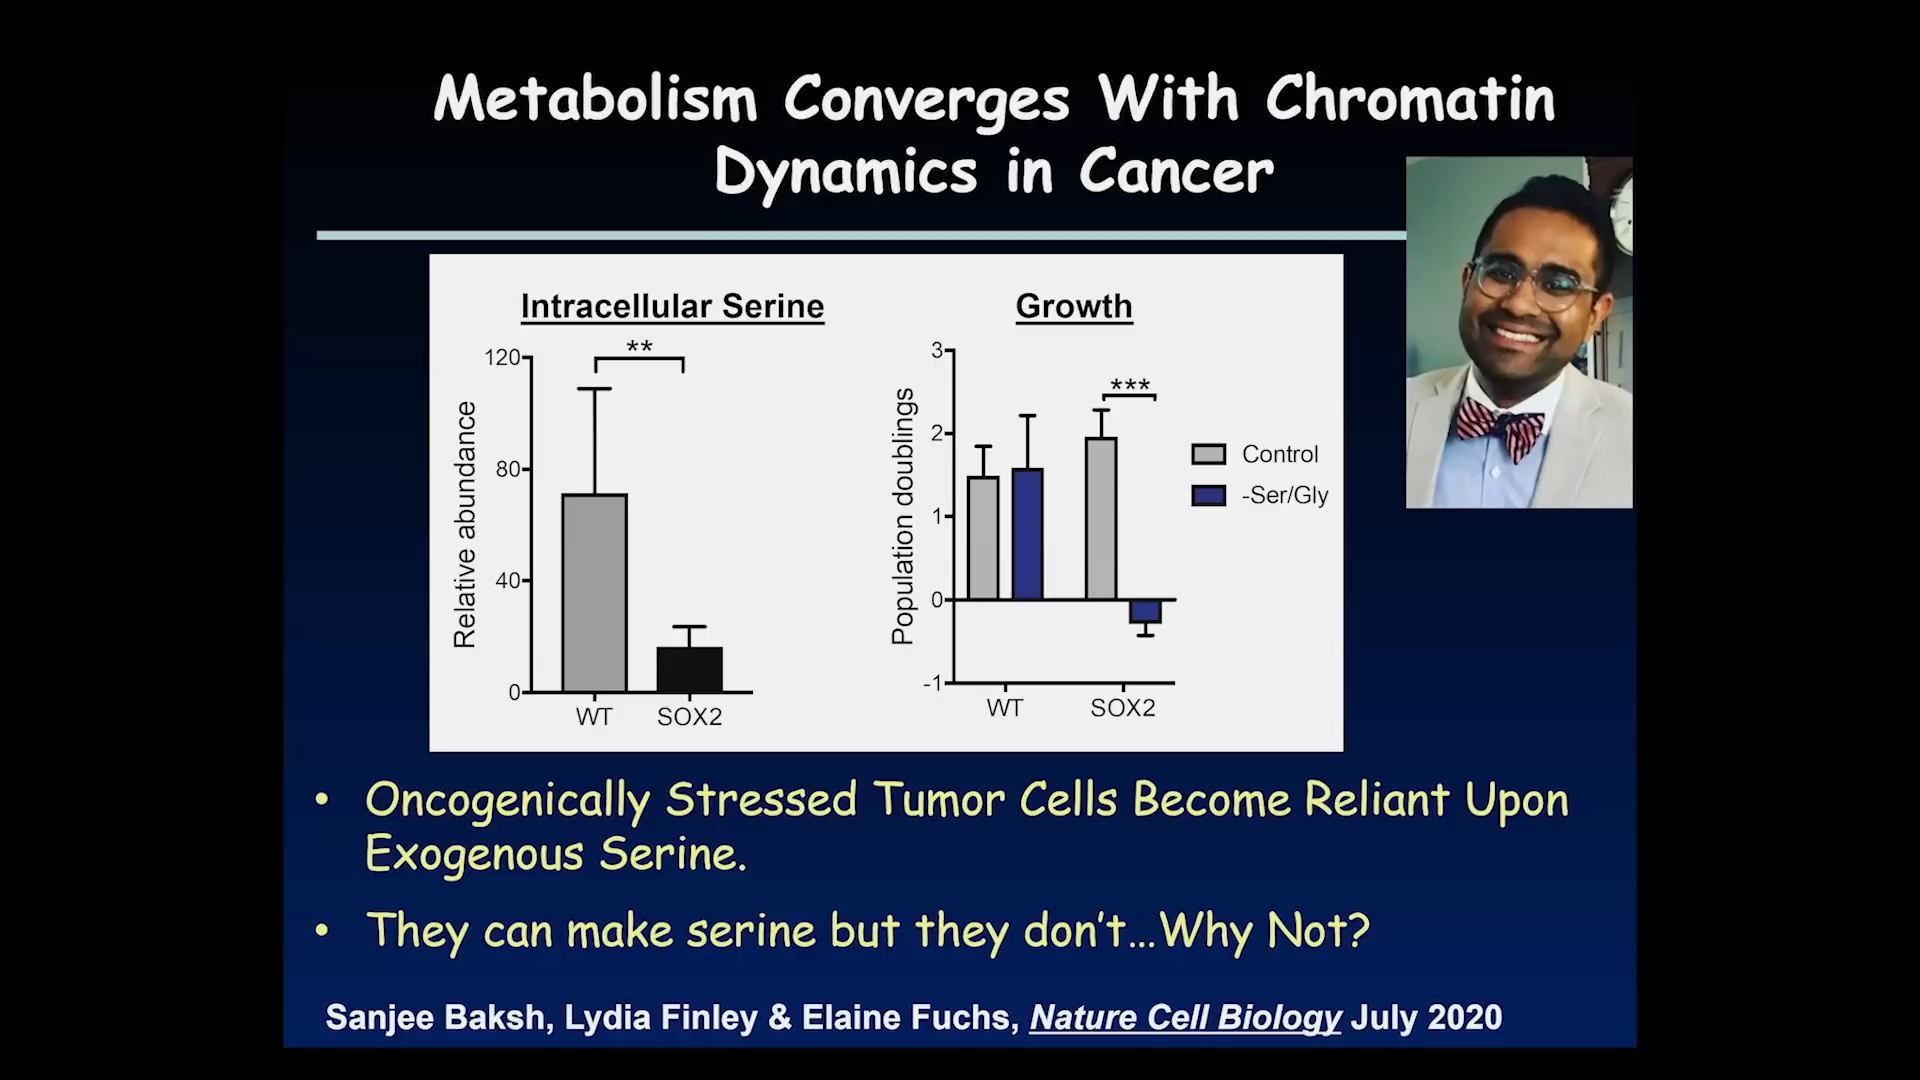 Metabolism Converges With Chromatin
Dynamics in Cancer
Intracellular Serine
120
**
80
40
0
Relative abundance
WT SOX2
Growth
3
***
2
1
0
-1
Population doublings
WT SOX2
Control
-Ser/Gly
• Oncogenically Stressed Tumor Cells Become Reliant Upon
Exogenous Serine.
• They can make serine but they don't...Why Not?
Sanjee Baksh, Lydia Finley & Elaine Fuchs, Nature Cell Biology July 2020